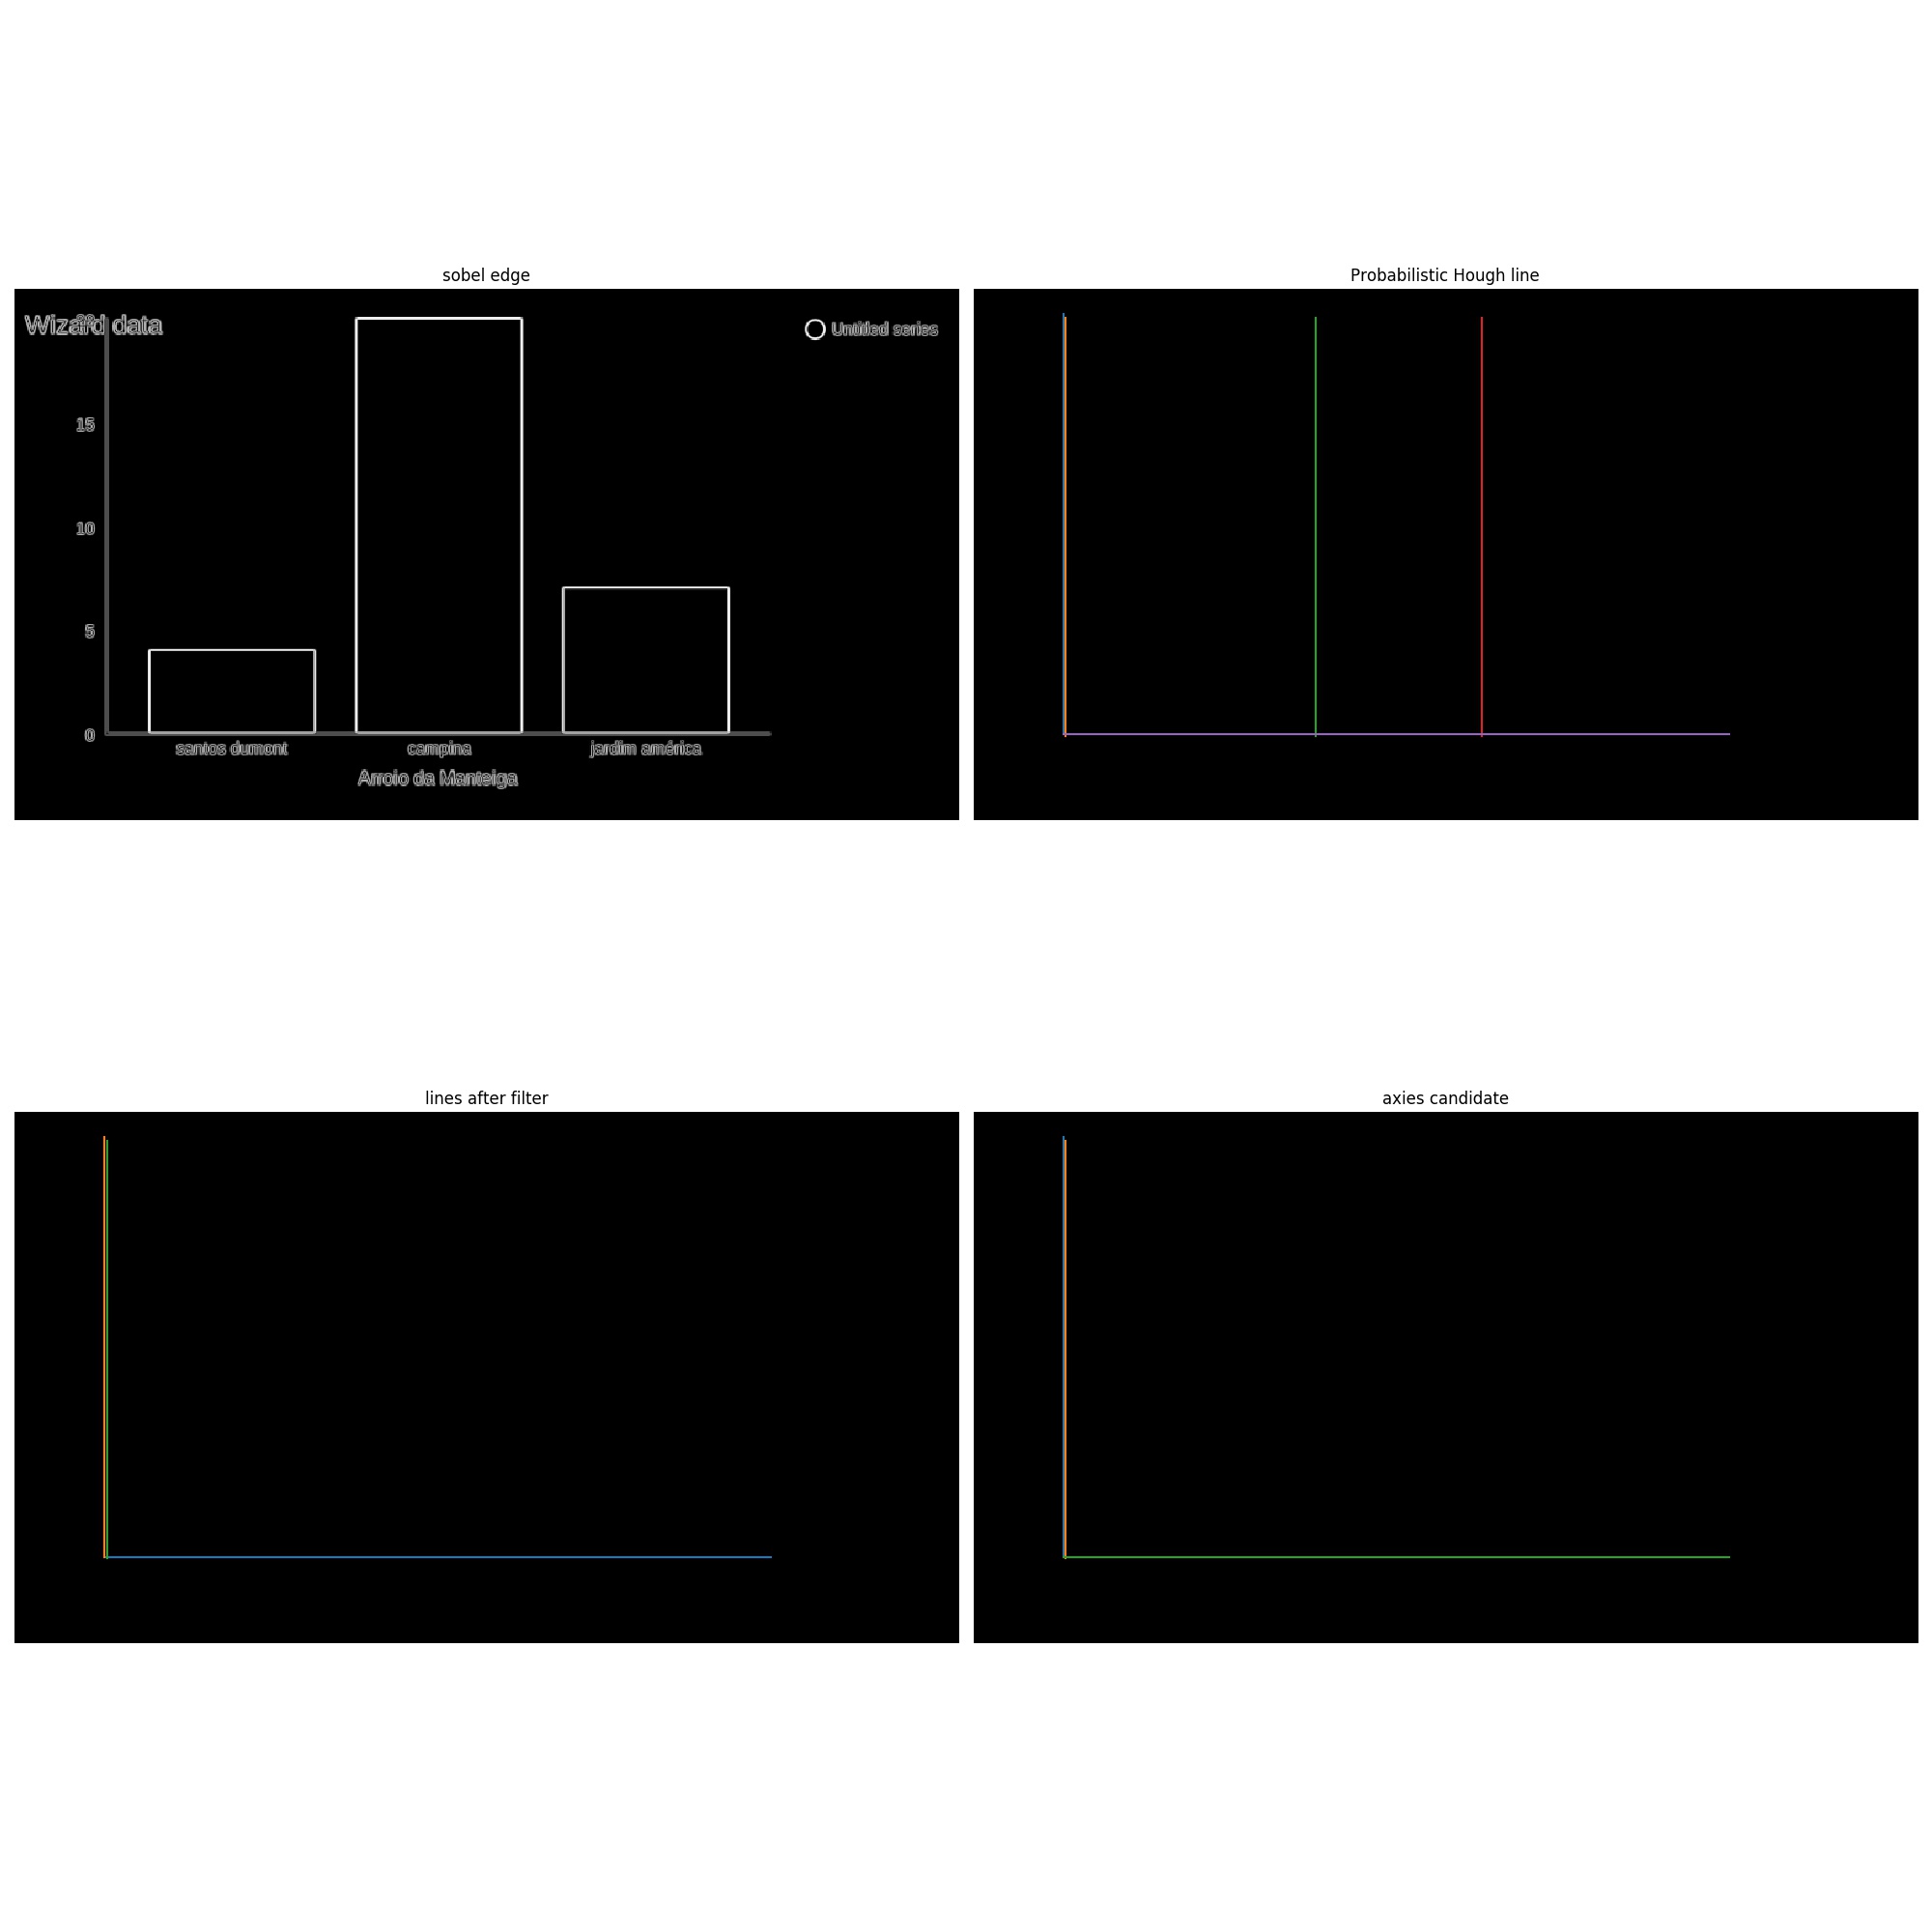 sobel edge
Wizard data
20
Untitled series
15
10
5
0
santos dumont campina jardim américa
Arroio da Manteiga
Probabilistic Hough line
lines after filter
axies candidate